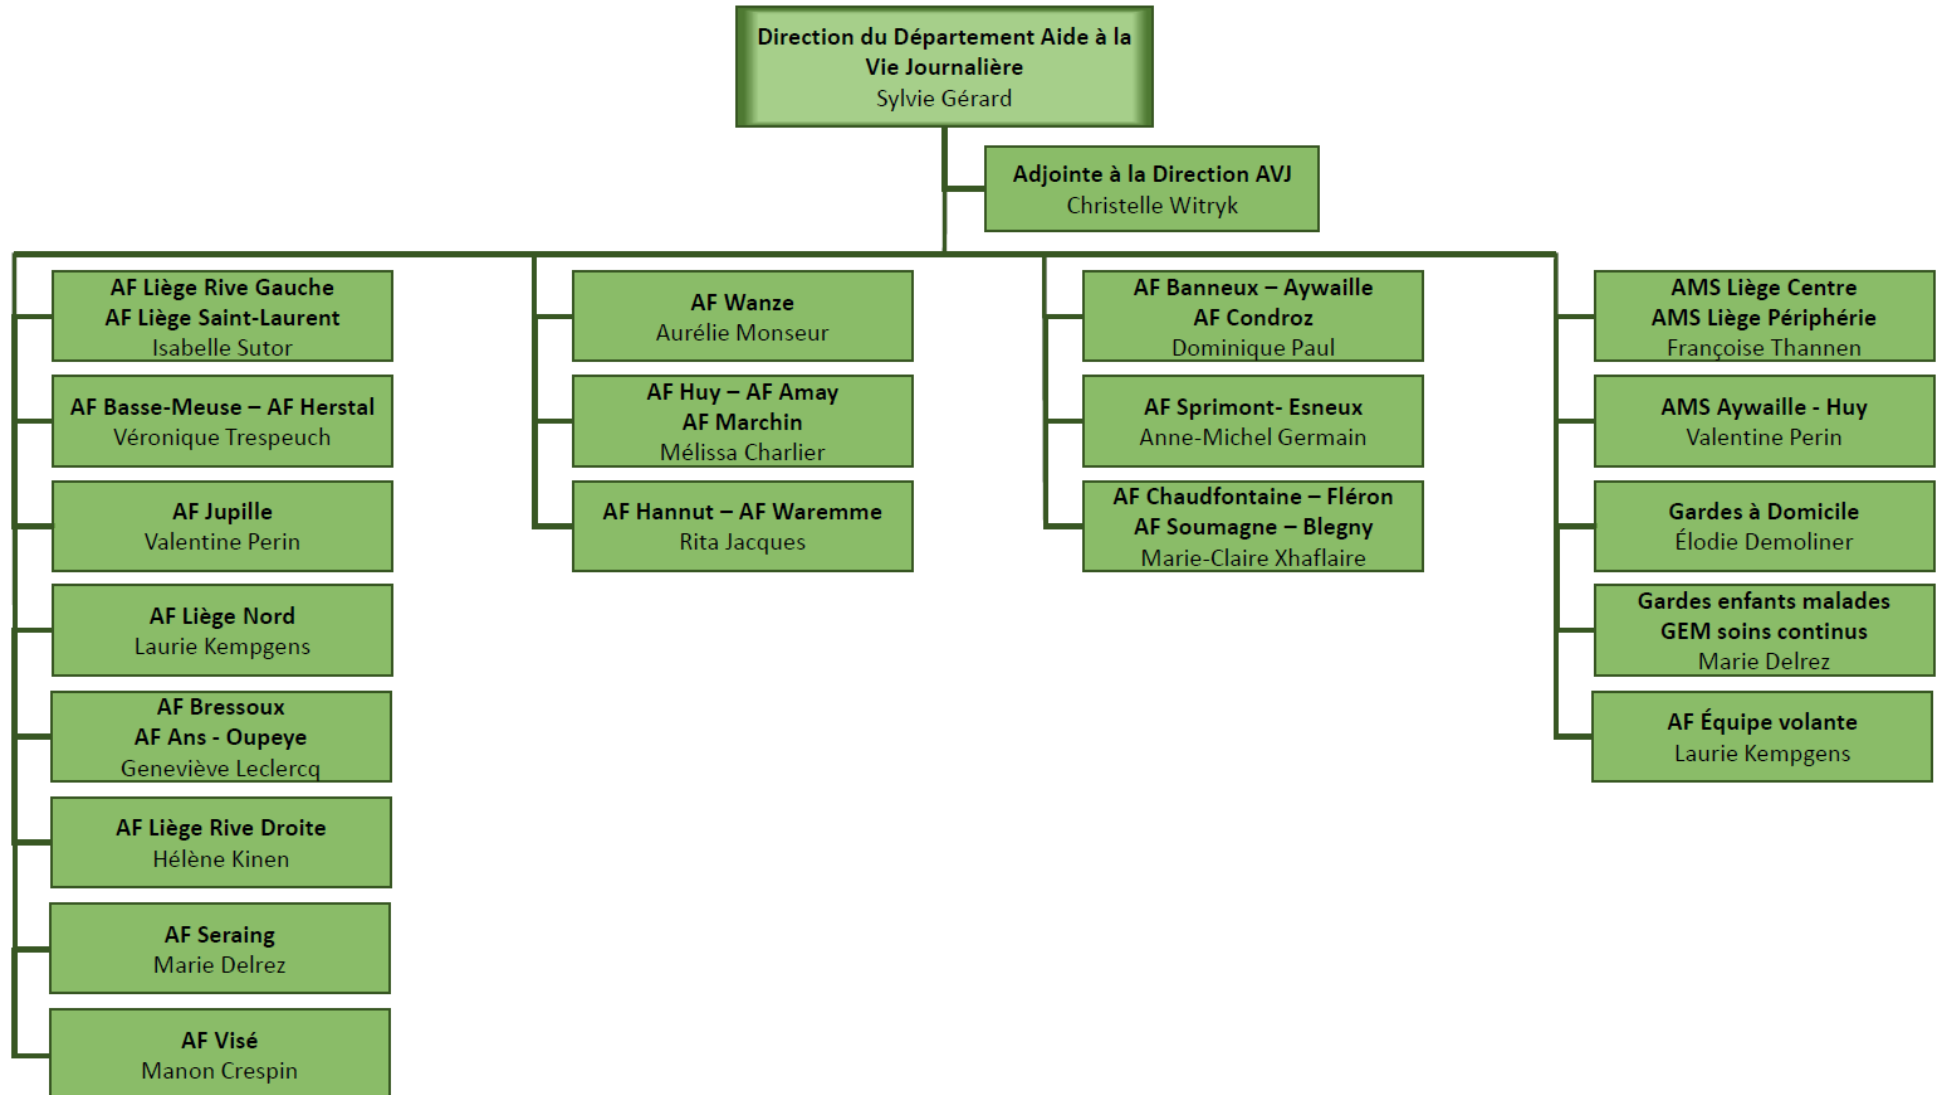 Direction du Département Aide à la
Vie Journalière
Sylvie Gérard
Adjointe à la Direction AVJ
Christelle Witryk
AF Liège Rive Gauche
AF Liège Saint-Laurent
Isabelle Sutor
AF Basse-Meuse – AF Herstal
Véronique Trespeuch
AF Jupille
Valentine Perin
AF Liège Nord
Laurie Kempgens
AF Bressoux
AF Ans - Oupeye
Geneviève Leclercq
AF Liège Rive Droite
Hélène Kinen
AF Seraing
Marie Delrez
AF Visé
Manon Crespin
AF Wanze
Aurélie Monseur
AF Huy – AF Amay
AF Marchin
Mélissa Charlier
AF Hannut – AF Waremme
Rita Jacques
AF Banneux – Aywaille
AF Condroz
Dominique Paul
AF Sprimont- Esneux
Anne-Michel Germain
AF Chaudfontaine – Fléron
AF Soumagne – Blegny
Marie-Claire Xhaflaire
AMS Liège Centre
AMS Liège Périphérie
Françoise Thannen
AMS Aywaille - Huy
Valentine Perin
Gardes à Domicile
Élodie Demoliner
Gardes enfants malades
GEM soins continus
Marie Delrez
AF Équipe volante
Laurie Kempgens